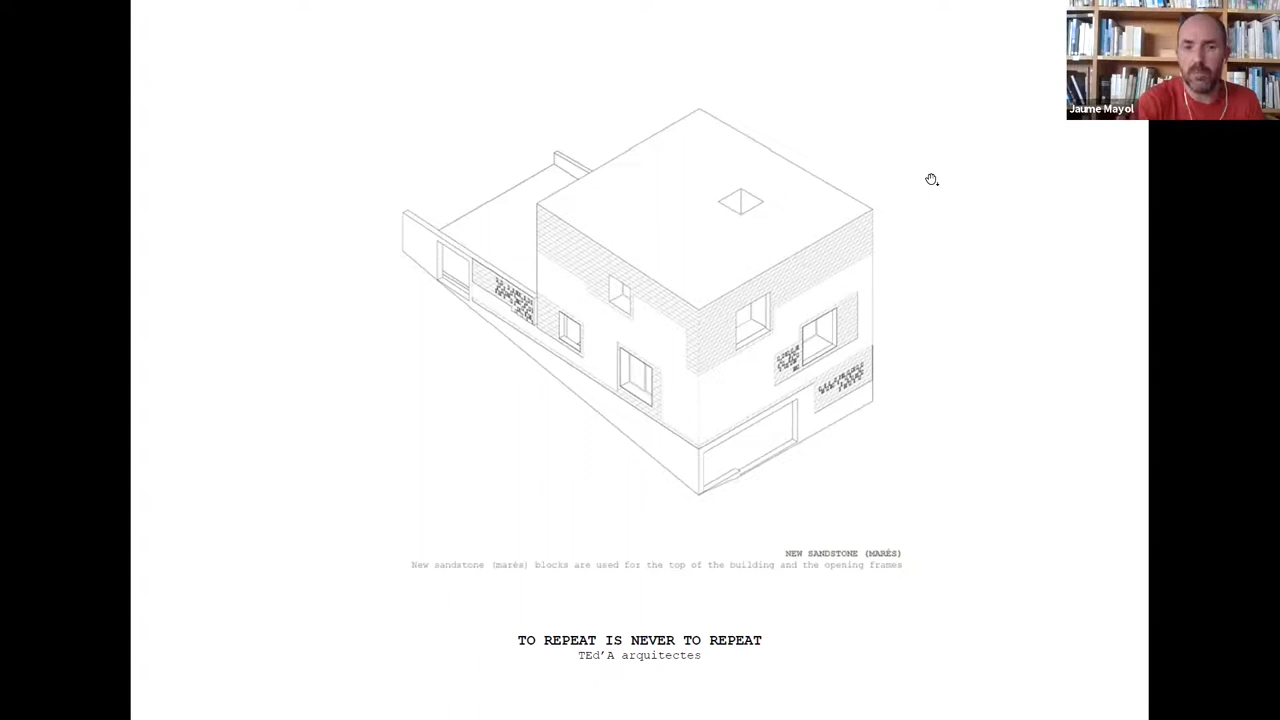 Jaume Mayol
NEW SANDSTONE (MARÉS)
New sandstone (marés) blocks are used for the top of the building and the opening frames
TO REPEAT IS NEVER TO REPEAT
TEd'A arquitectes